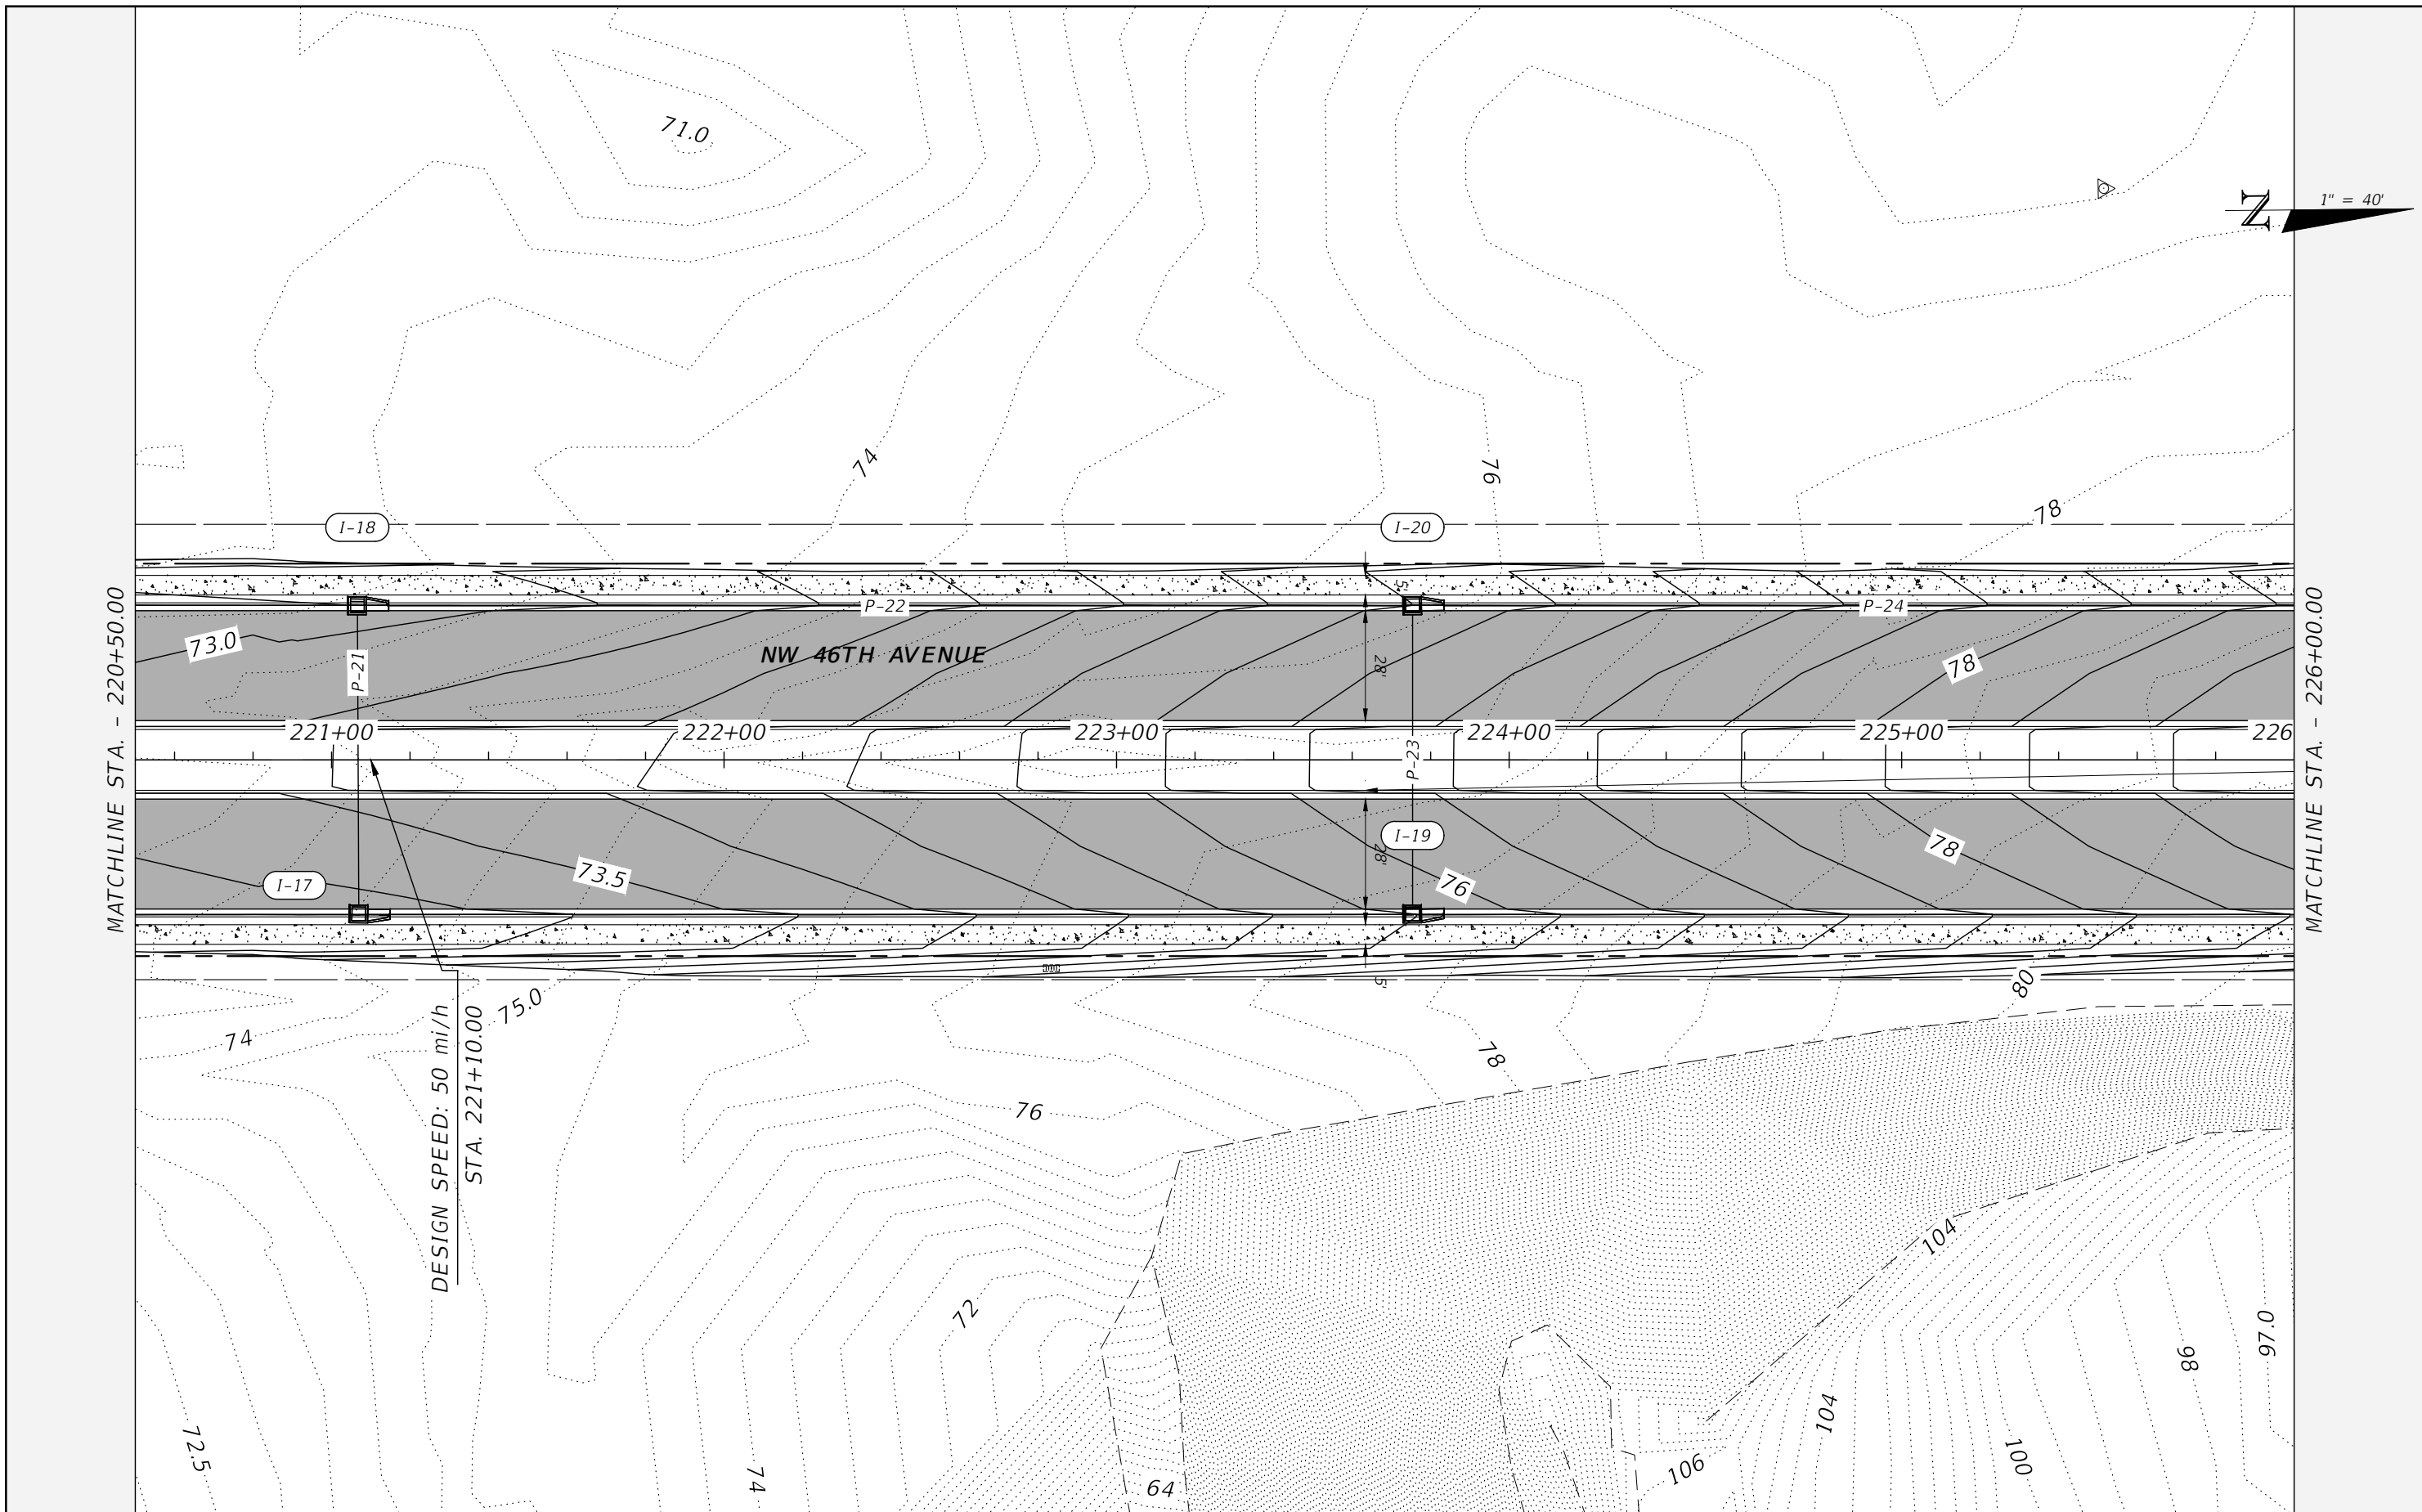 71.0
N
1" = 40'
74
76
78
I-18
I-20
5'
P-22
P-24
73.0
P-21
NW 46TH AVENUE
28'
78
MATCHLINE STA. - 220+50.00
MATCHLINE STA. - 226+00.00
221+00
222+00
223+00
224+00
225+00
226
P-23
I-19
28'
78
73.5
I-17
76
5'
80
75.0
74
78
DESIGN SPEED: 50 mi/h
STA. 221+10.00
76
104
72
97.0
98
104
72.5
100
106
74
64